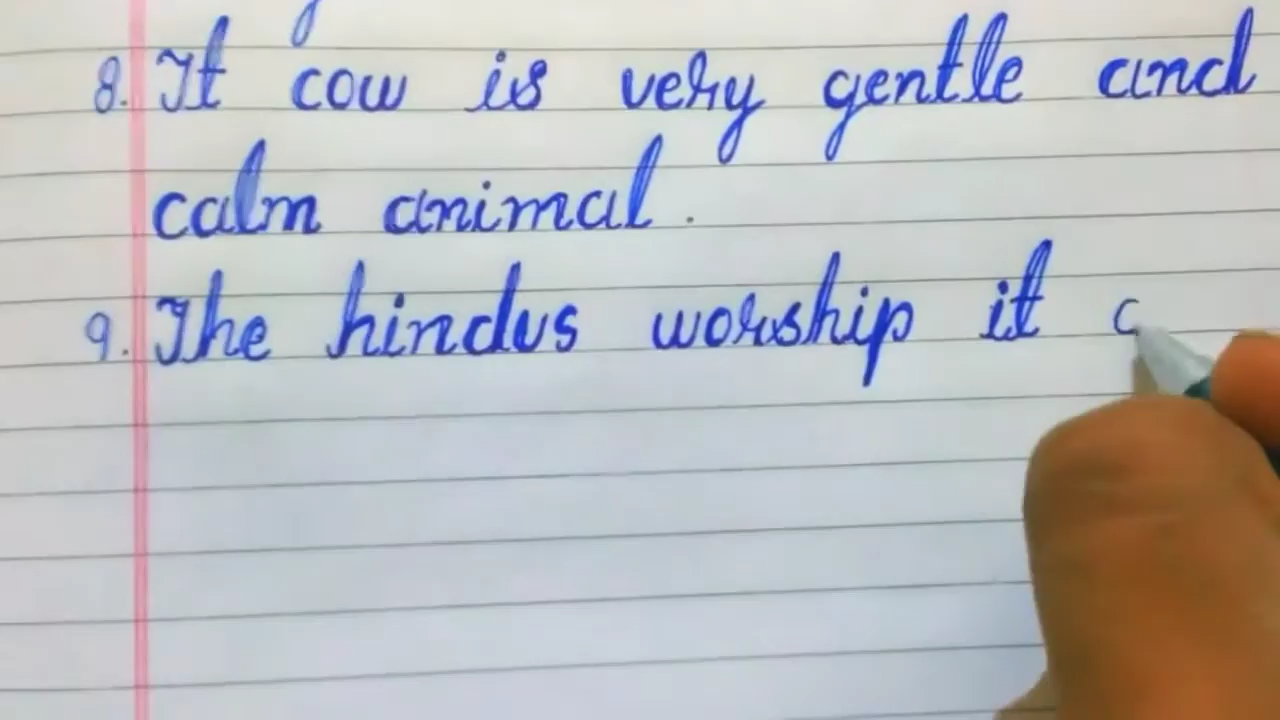 8. It cow is very gentle and
calm animal.
9. The hindus worship it